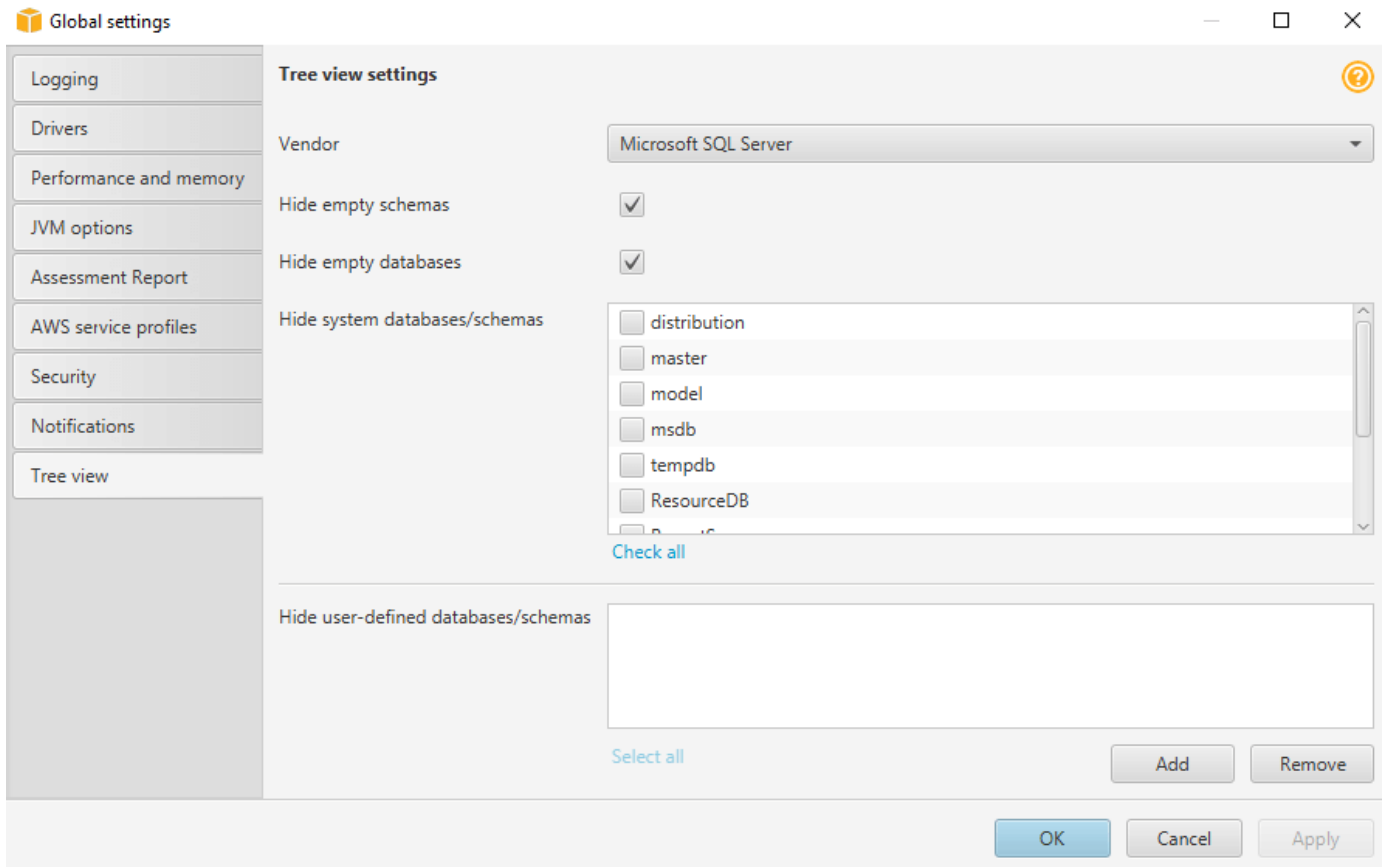 Global settings
Logging
Drivers
Performance and memory
JVM options
Assessment Report
AWS service profiles
Security
Notifications
Tree view
Tree view settings
Vendor
Microsoft SQL Server
Hide empty schemas
Hide empty databases
Hide system databases/schemas
distribution
master
model
msdb
tempdb
ResourceDB
Check all
Hide user-defined databases/schemas
Select all
Add
Remove
OK
Cancel
Apply